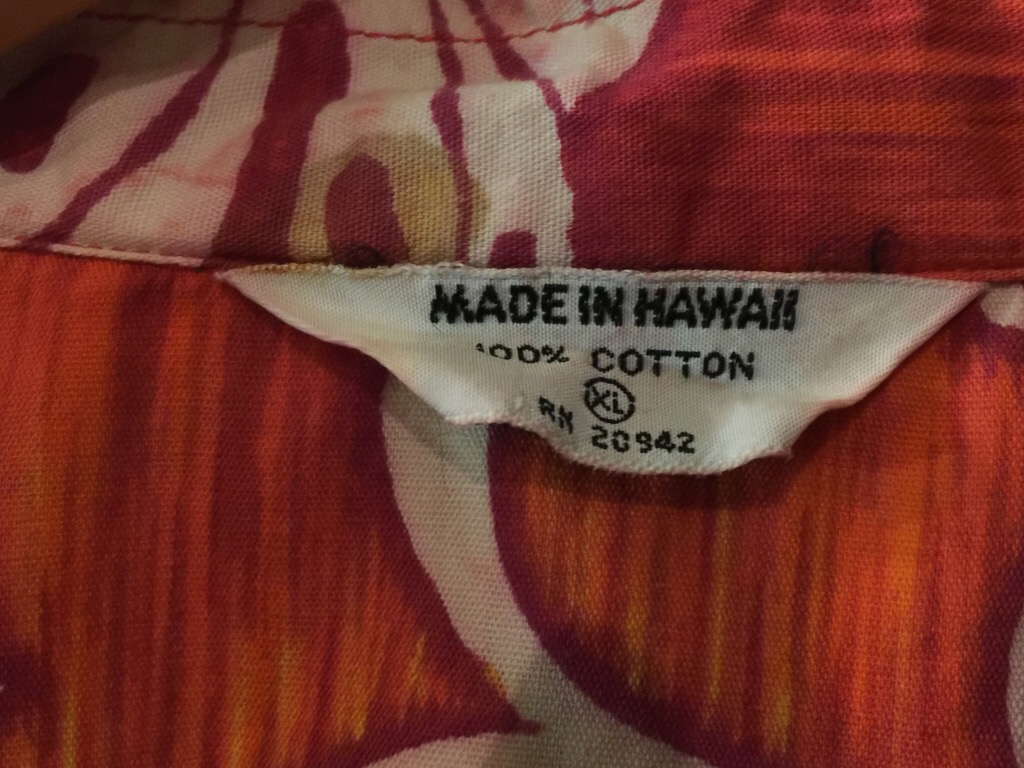 MADE IN HAWAII
100% COTTON
XL
RN 20942